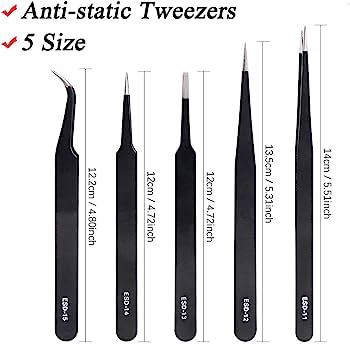 Anti-static Tweezers
5 Size
12.2cm / 4.80inch
12cm / 4.72inch
12cm / 4.72inch
13.5cm / 5.31inch
14cm / 5.51inch
ESD-15
ESD-14
ESD-13
ESD-12
ESD-11